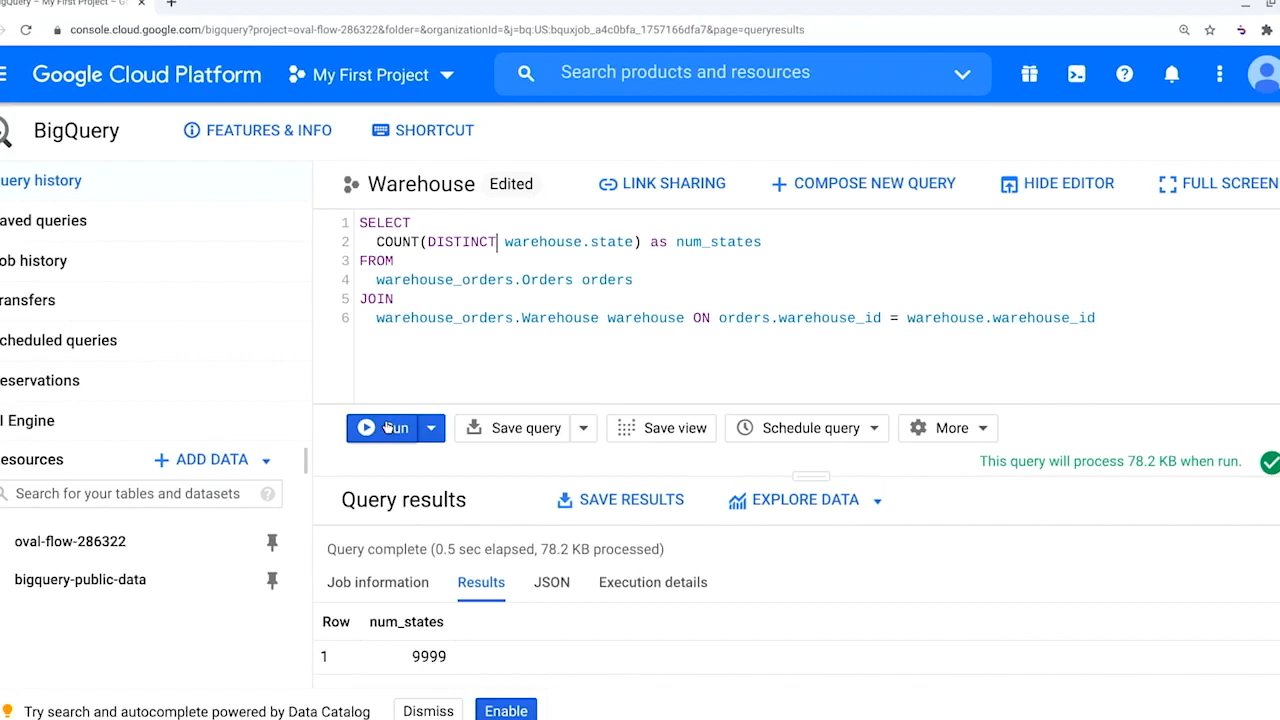 console.cloud.google.com/bigquery?project=oval-flow-286322&folder=&organizationId=&j=bq:US:bquxjob_a4c0bfa_1757166dfa7&page=queryresults
Google Cloud Platform
My First Project
Search products and resources
BigQuery
FEATURES & INFO
SHORTCUT
uery history
aved queries
ob history
ransfers
cheduled queries
eservations
I Engine
esources
ADD DATA
Search for your tables and datasets
oval-flow-286322
bigquery-public-data
Warehouse Edited
LINK SHARING
COMPOSE NEW QUERY
HIDE EDITOR
FULL SCREEN
1 SELECT
2 COUNT(DISTINCT warehouse.state) as num_states
3 FROM
4 warehouse_orders.Orders orders
5 JOIN
6 warehouse_orders.Warehouse warehouse ON orders.warehouse_id = warehouse.warehouse_id
Run
Save query
Save view
Schedule query
More
This query will process 78.2 KB when run.
Query results
SAVE RESULTS
EXPLORE DATA
Query complete (0.5 sec elapsed, 78.2 KB processed)
Job information Results JSON Execution details
Row num_states
1 9999
Try search and autocomplete powered by Data Catalog
Dismiss
Enable